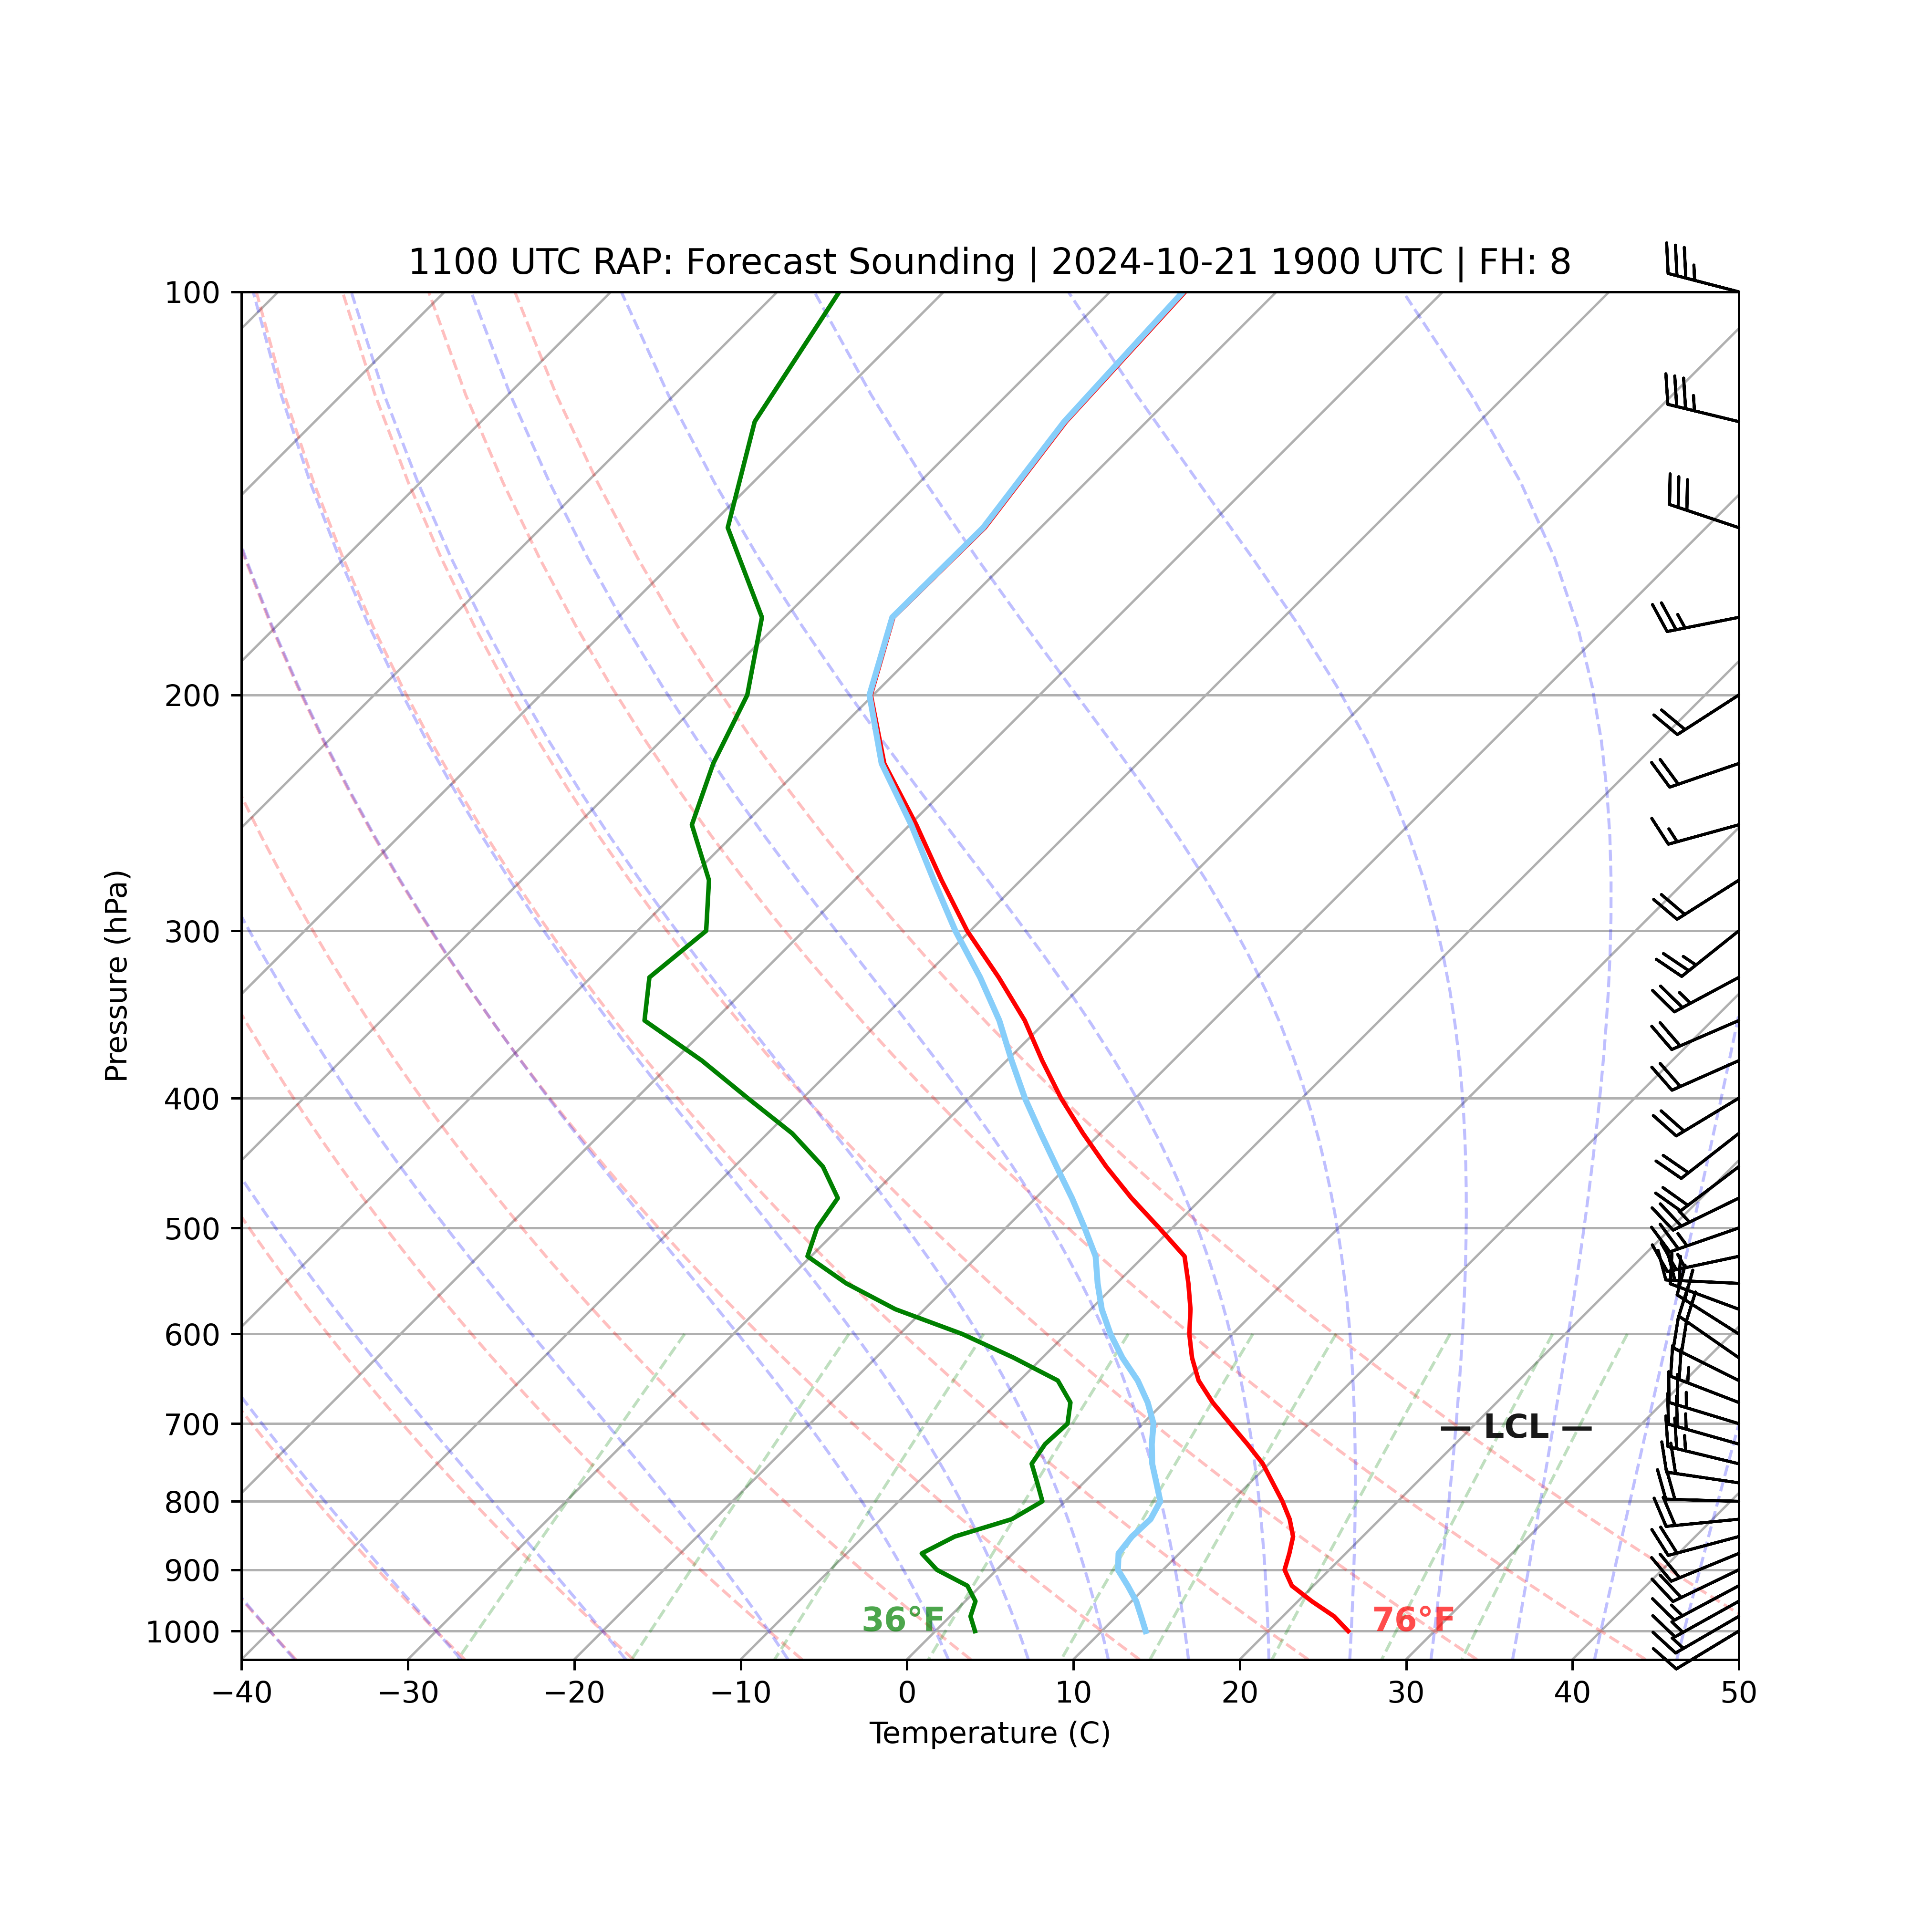 1100 UTC RAP: Forecast Sounding | 2024-10-21 1900 UTC | FH: 8
100
200
300
400
500
600
700
800
900
1000
Pressure (hPa)
— LCL —
36°F
76°F
−40 −30 −20 −10 0 10 20 30 40 50
Temperature (C)